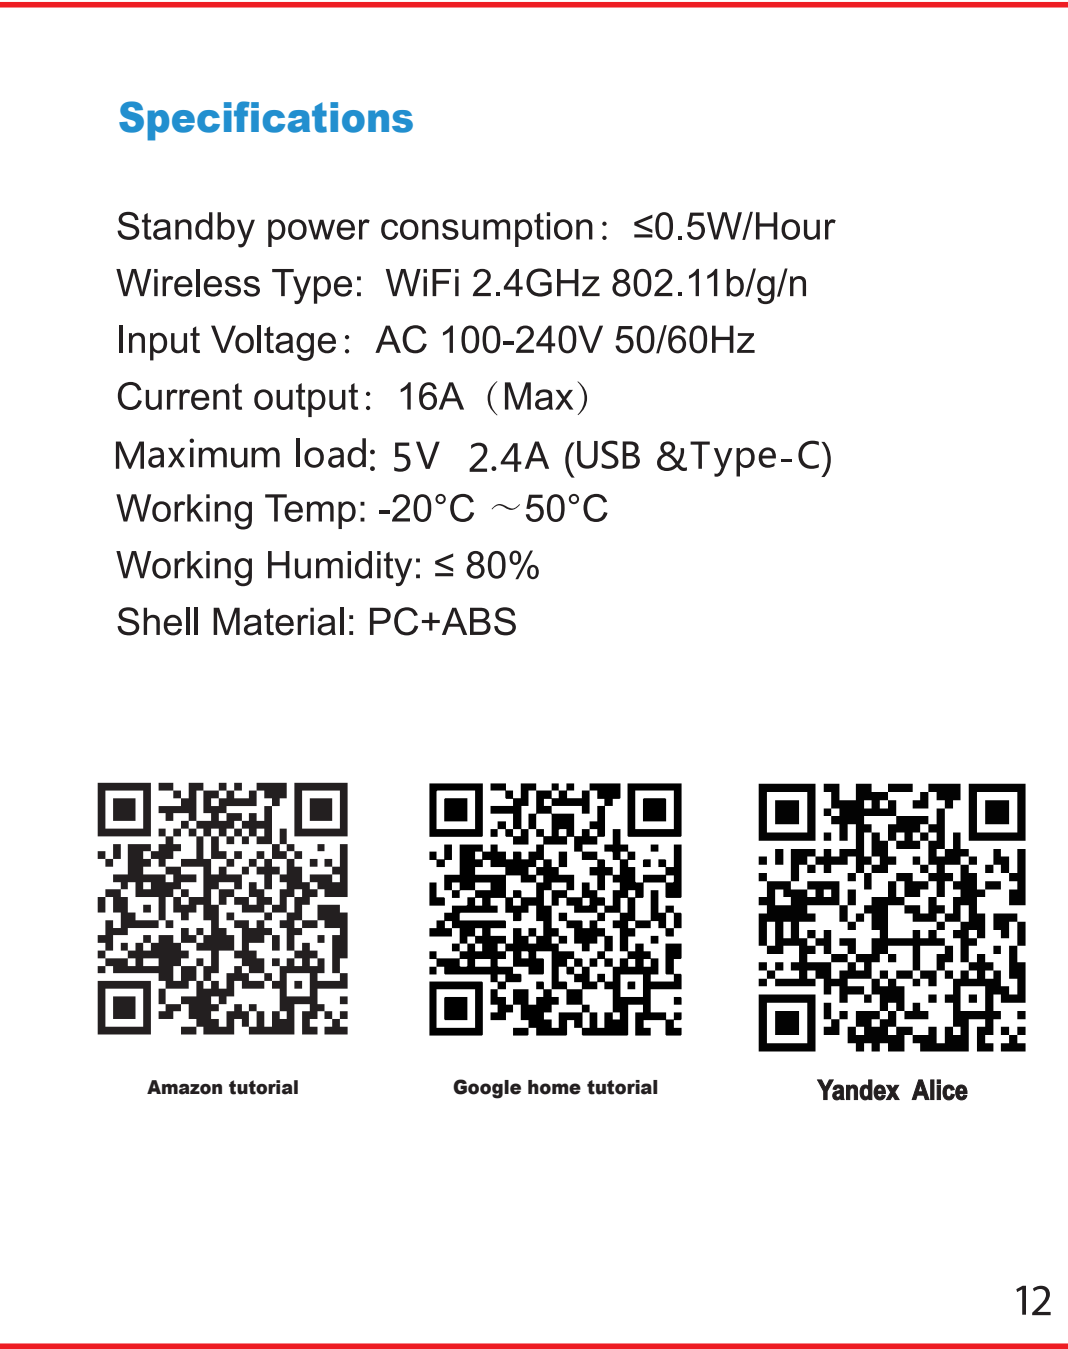 Specifications
Standby power consumption： ≤0.5W/Hour
Wireless Type: WiFi 2.4GHz 802.11b/g/n
Input Voltage： AC 100-240V 50/60Hz
Current output： 16A（Max）
Maximum load: 5V 2.4A (USB &Type-C)
Working Temp: -20°C ～50°C
Working Humidity: ≤ 80%
Shell Material: PC+ABS
Amazon tutorial
Google home tutorial
Yandex Alice
12